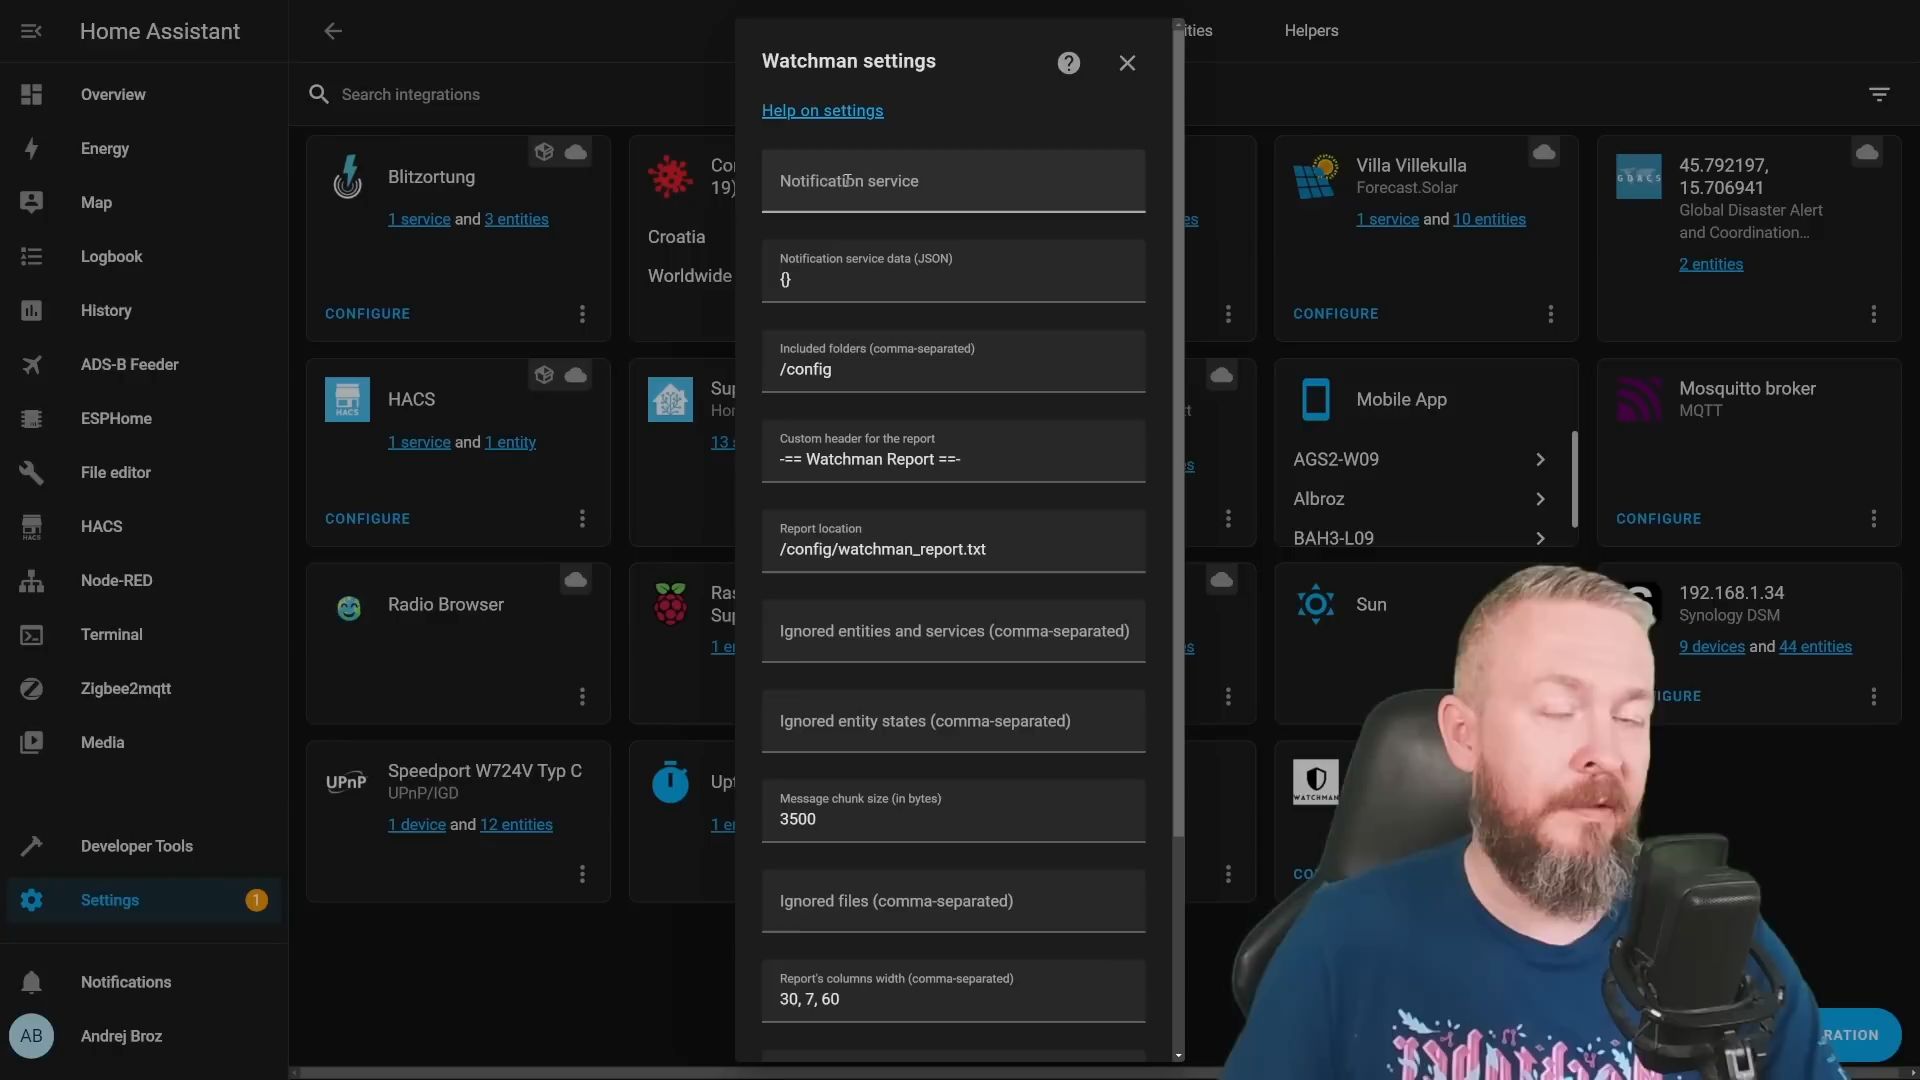 Home Assistant
Overview
Energy
Map
Logbook
History
ADS-B Feeder
ESPHome
File editor
HACS
Node-RED
Terminal
Zigbee2mqtt
Media
Developer Tools
Settings
1
Notifications
AB
Andrej Broz
Helpers
Search integrations
Blitzortung
1 service and 3 entities
CONFIGURE
Croatia
Worldwide
Villa Villekulla
Forecast.Solar
1 service and 10 entities
CONFIGURE
GDACS
45.792197,
15.706941
Global Disaster Alert
and Coordination...
2 entities
HACS
HACS
1 service and 1 entity
CONFIGURE
Mobile App
AGS2-W09
Albroz
BAH3-L09
Mosquitto broker
MQTT
CONFIGURE
Radio Browser
Sun
192.168.1.34
Synology DSM
9 devices and 44 entities
UPnP
Speedport W724V Typ C
UPnP/IGD
1 device and 12 entities
WATCHMAN
Watchman settings
Help on settings
Notification service
Notification service data (JSON)
{}
Included folders (comma-separated)
/config
Custom header for the report
-== Watchman Report ==-
Report location
/config/watchman_report.txt
Ignored entities and services (comma-separated)
Ignored entity states (comma-separated)
Message chunk size (in bytes)
3500
Ignored files (comma-separated)
Report's columns width (comma-separated)
30, 7, 60